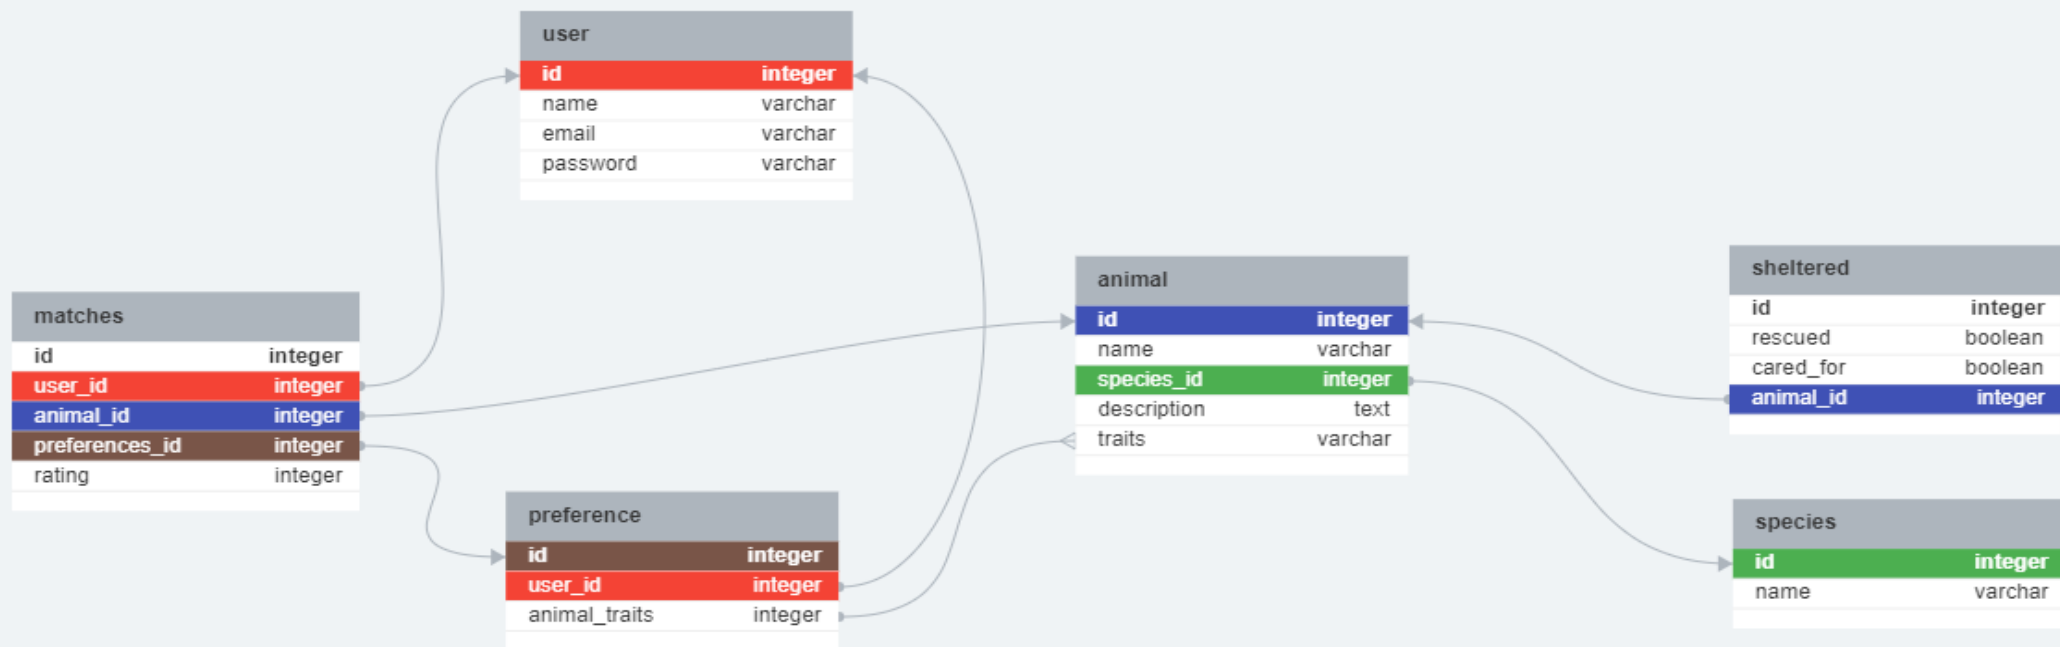 user
id integer
name varchar
email varchar
password varchar
matches
id integer
user_id integer
animal_id integer
preferences_id integer
rating integer
preference
id integer
user_id integer
animal_traits integer
animal
id integer
name varchar
species_id integer
description text
traits varchar
sheltered
id integer
rescued boolean
cared_for boolean
animal_id integer
species
id integer
name varchar